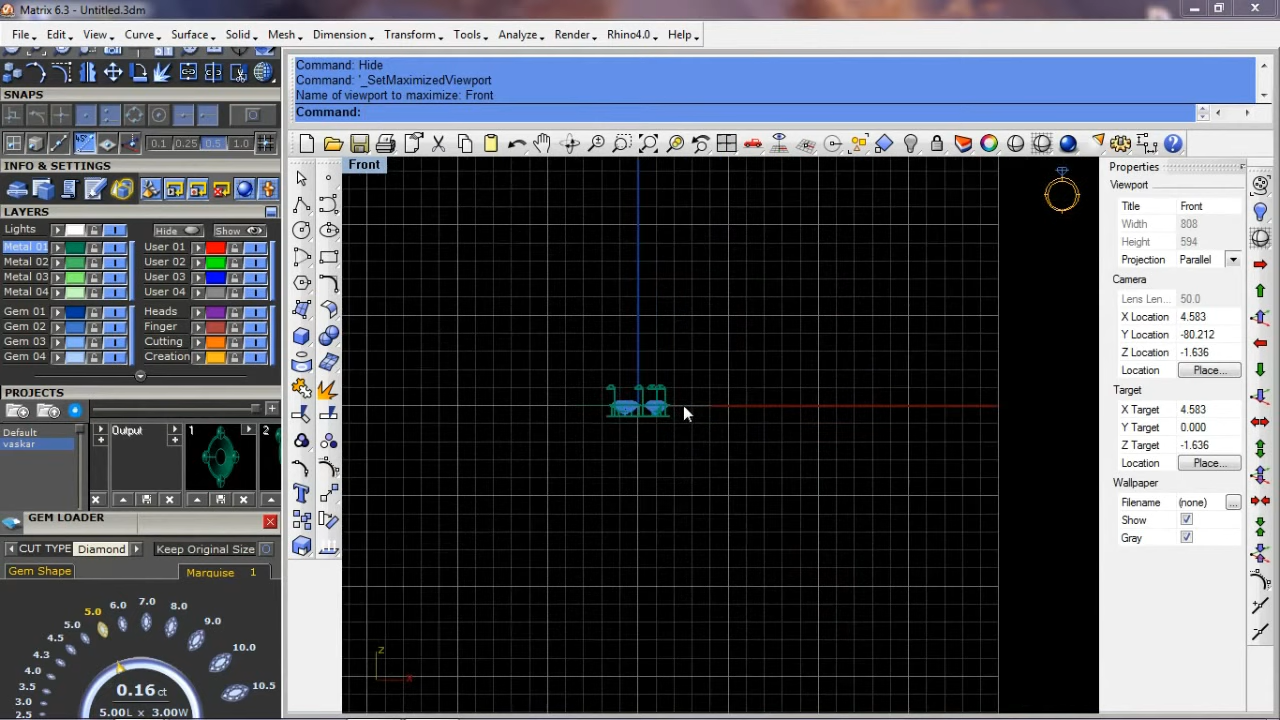 Matrix 6.3 - Untitled.3dm
File Edit View Curve Surface Solid Mesh Dimension Transform Tools Analyze Render Rhino4.0 Help
Command: Hide
Command: '_SetMaximizedViewport
Name of viewport to maximize: Front
Command:
SNAPS
45°
0.1 0.25 0.5 1.0
INFO & SETTINGS
LAYERS
Lights Hide Show
Metal 01 User 01
Metal 02 User 02
Metal 03 User 03
Metal 04 User 04
Gem 01 Heads
Gem 02 Finger
Gem 03 Cutting
Gem 04 Creation
PROJECTS
Default
vaskar
Output 1 2
GEM LOADER
CUT TYPE Diamond Keep Original Size
Gem Shape Marquise 1
5.0 6.0 7.0 8.0 9.0 10.0 10.5
5.0 4.5 4.3 4.0 3.5 3.0 2.5
0.16 ct
5.00L x 3.00W
Front
z
x
Properties
Viewport
Title Front
Width 808
Height 594
Projection Parallel
Camera
Lens Len... 50.0
X Location 4.583
Y Location -80.212
Z Location -1.636
Location Place...
Target
X Target 4.583
Y Target 0.000
Z Target -1.636
Location Place...
Wallpaper
Filename (none) ...
Show
Gray